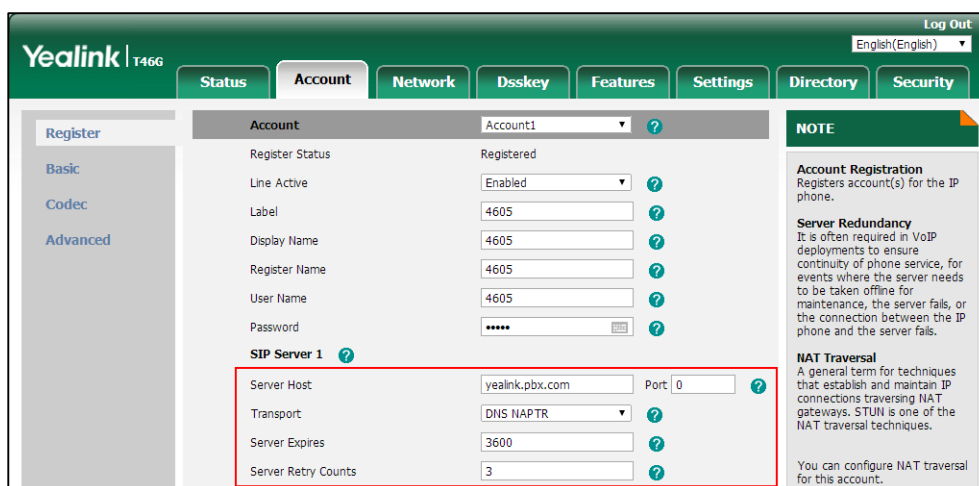 Log Out
Yealink T46G
English(English)
Status Account Network Dsskey Features Settings Directory Security
Register
Basic
Codec
Advanced
Account Account1
Register Status Registered
Line Active Enabled
Label 4605
Display Name 4605
Register Name 4605
User Name 4605
Password •••••
SIP Server 1
Server Host yealink.pbx.com Port 0
Transport DNS NAPTR
Server Expires 3600
Server Retry Counts 3
NOTE
Account Registration
Registers account(s) for the IP
phone.
Server Redundancy
It is often required in VoIP
deployments to ensure
continuity of phone service, for
events where the server needs
to be taken offline for
maintenance, the server fails, or
the connection between the IP
phone and the server fails.
NAT Traversal
A general term for techniques
that establish and maintain IP
connections traversing NAT
gateways. STUN is one of the
NAT traversal techniques.
You can configure NAT traversal
for this account.